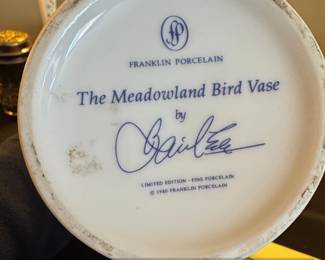 FRANKLIN PORCELAIN
The Meadowland Bird Vase
by
LIMITED EDITION - FINE PORCELAIN
© 1980 FRANKLIN PORCELAIN